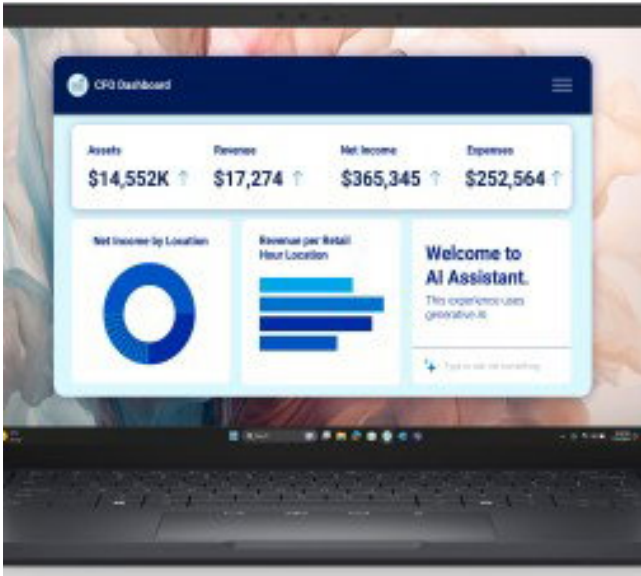 CFO Dashboard
Assets
Revenue
Net Income
Expenses
$14,552K ↑
$17,274 ↑
$365,345 ↑
$252,564 ↑
Net Income by Location
Revenue per Retail
Hour Location
Welcome to
AI Assistant.
This experience uses
generative AI
Search